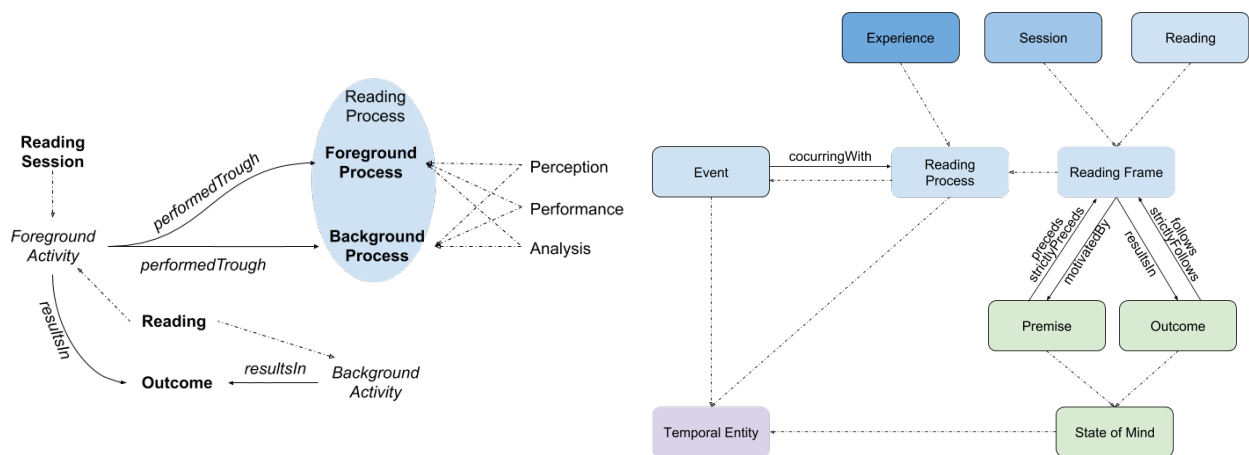 Reading
Process
Foreground
Process
Background
Process
Reading
Session
performedTrough
Perception
Performance
Analysis
Foreground
Activity
performedTrough
resultsIn
Reading
Outcome
resultsIn
Background
Activity
Experience
Session
Reading
Event
cocurringWith
Reading
Process
Reading Frame
preceds
strictlyPreceds
motivatedBy
resultsIn
follows
strictlyFollows
Premise
Outcome
Temporal Entity
State of Mind